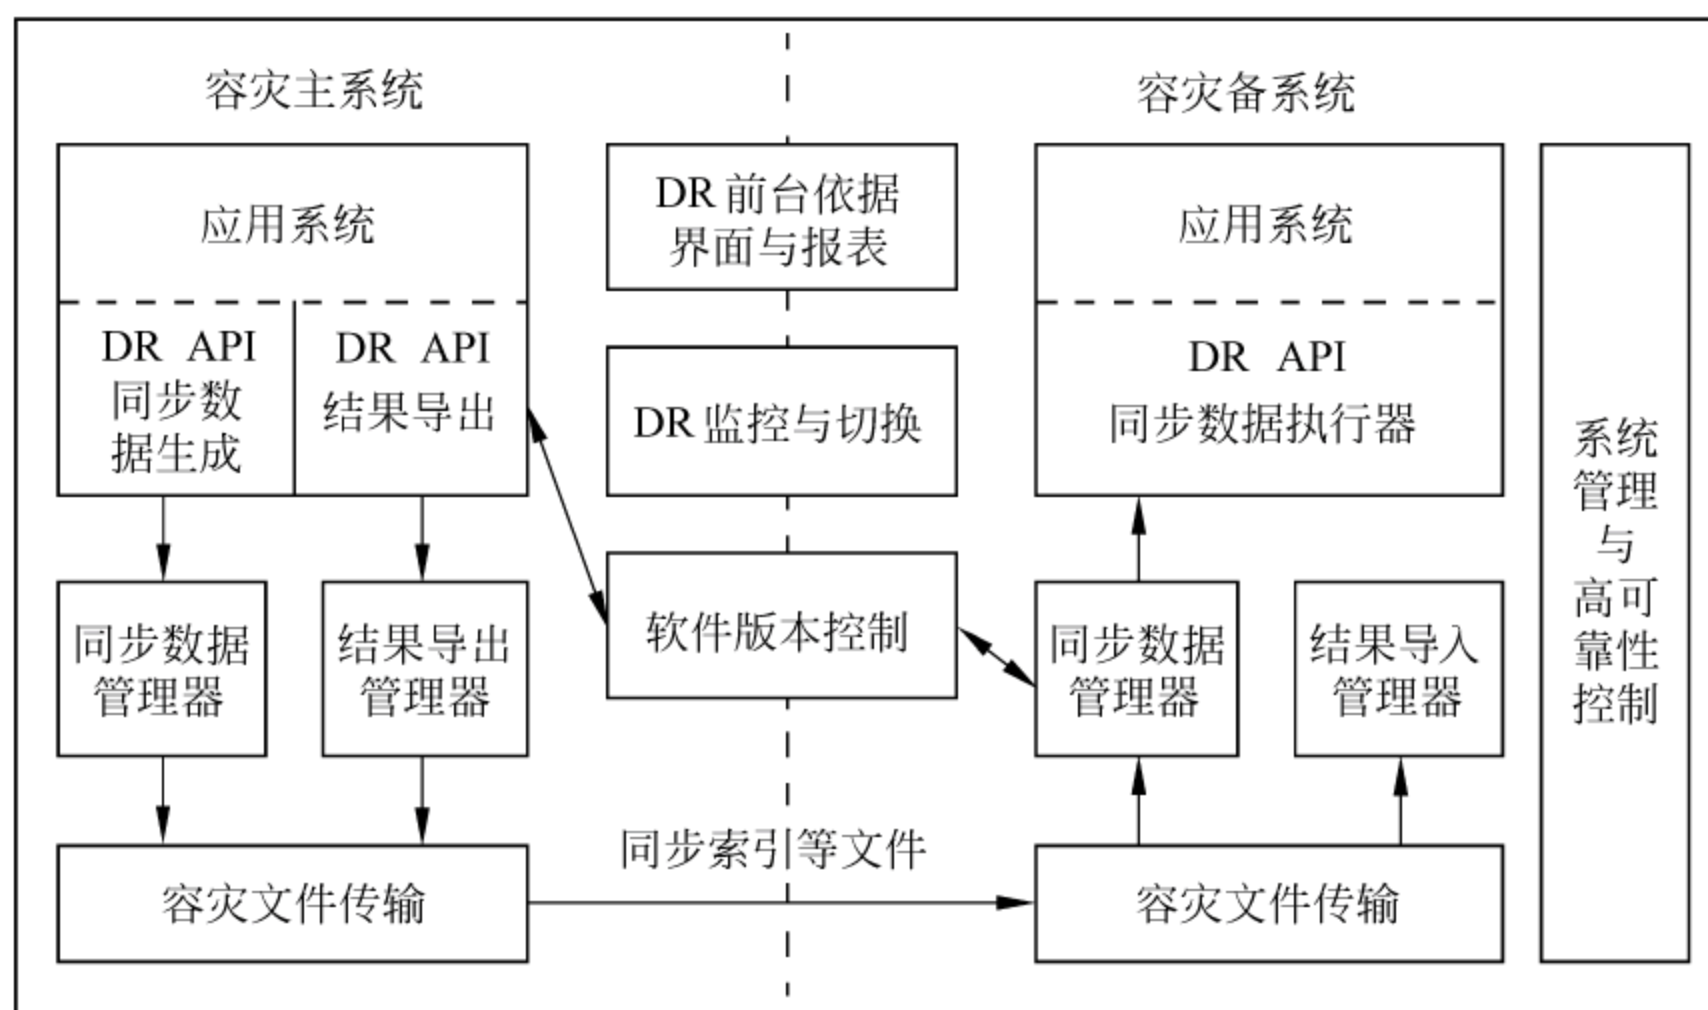 容灾主系统
容灾备系统
应用系统
DR API
同步数
据生成
DR API
结果导出
DR 前台依据
界面与报表
DR 监控与切换
软件版本控制
应用系统
DR API
同步数据执行器
同步数据
管理器
结果导出
管理器
同步数据
管理器
结果导入
管理器
容灾文件传输
同步索引等文件
容灾文件传输
系统
管理
与
高可
靠性
控制